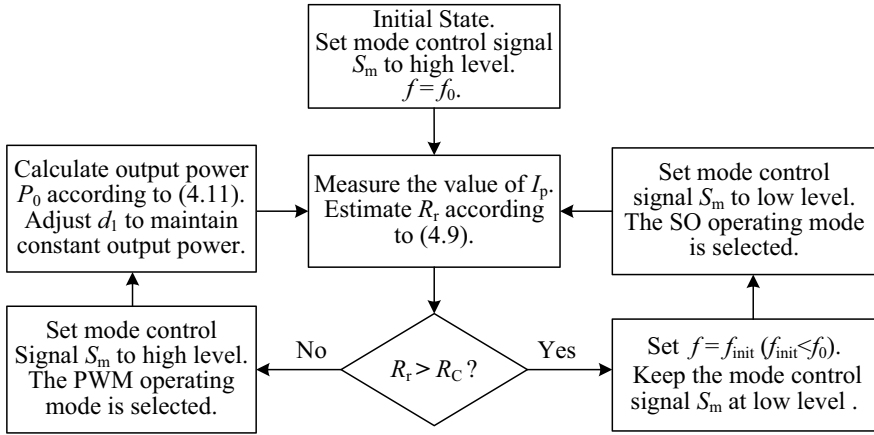 Initial State.
Set mode control signal
Sm to high level.
f = f0.
Calculate output power
P0 according to (4.11).
Adjust d1 to maintain
constant output power.
Measure the value of Ip.
Estimate Rr according
to (4.9).
Set mode control
signal Sm to low level.
The SO operating mode
is selected.
Set mode control
Signal Sm to high level.
The PWM operating
mode is selected.
No
Rr > RC ?
Yes
Set f = finit (finit<f0).
Keep the mode control
signal Sm at low level .